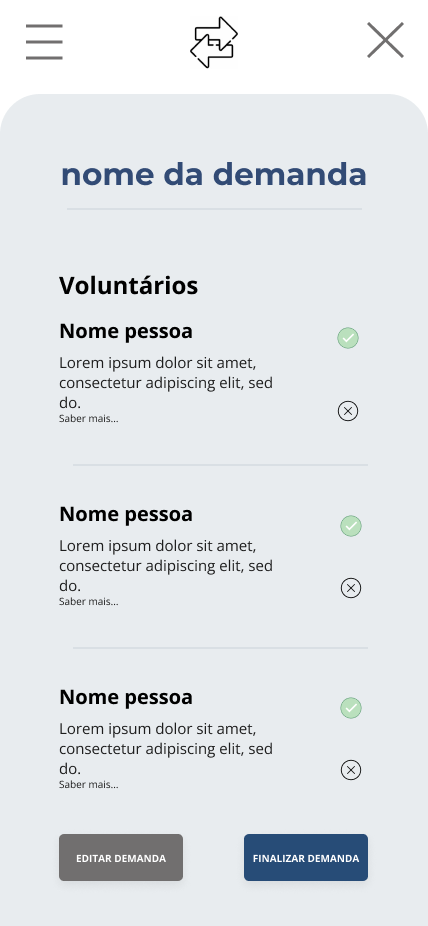 nome da demanda
Voluntários
Nome pessoa
Lorem ipsum dolor sit amet,
consectetur adipiscing elit, sed
do.
Saber mais...
Nome pessoa
Lorem ipsum dolor sit amet,
consectetur adipiscing elit, sed
do.
Saber mais...
Nome pessoa
Lorem ipsum dolor sit amet,
consectetur adipiscing elit, sed
do.
Saber mais...
EDITAR DEMANDA
FINALIZAR DEMANDA